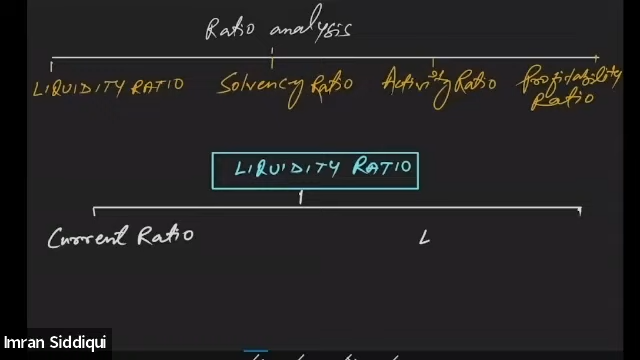 Ratio analysis
LIQUIDITY RATIO Solvency Ratio Activity Ratio Profitability Ratio
LIQUIDITY RATIO
Current Ratio L
Imran Siddiqui